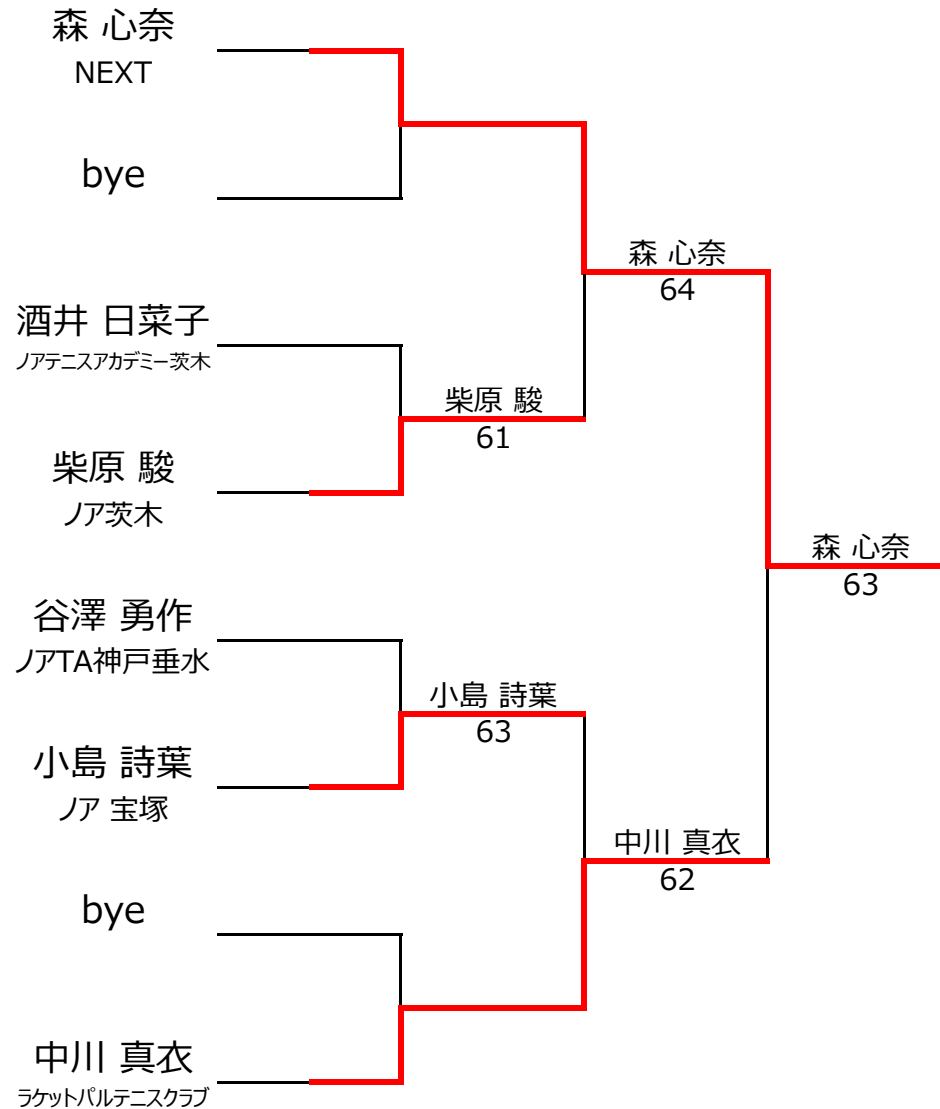 森 心奈
NEXT
bye
森 心奈
64
酒井 日菜子
ノアテニスアカデミー茨木
柴原 駿
61
柴原 駿
ノア茨木
森 心奈
63
谷澤 勇作
ノアTA神戸垂水
小島 詩葉
63
小島 詩葉
ノア 宝塚
中川 真衣
62
bye
中川 真衣
ラケットパルテニスクラブ